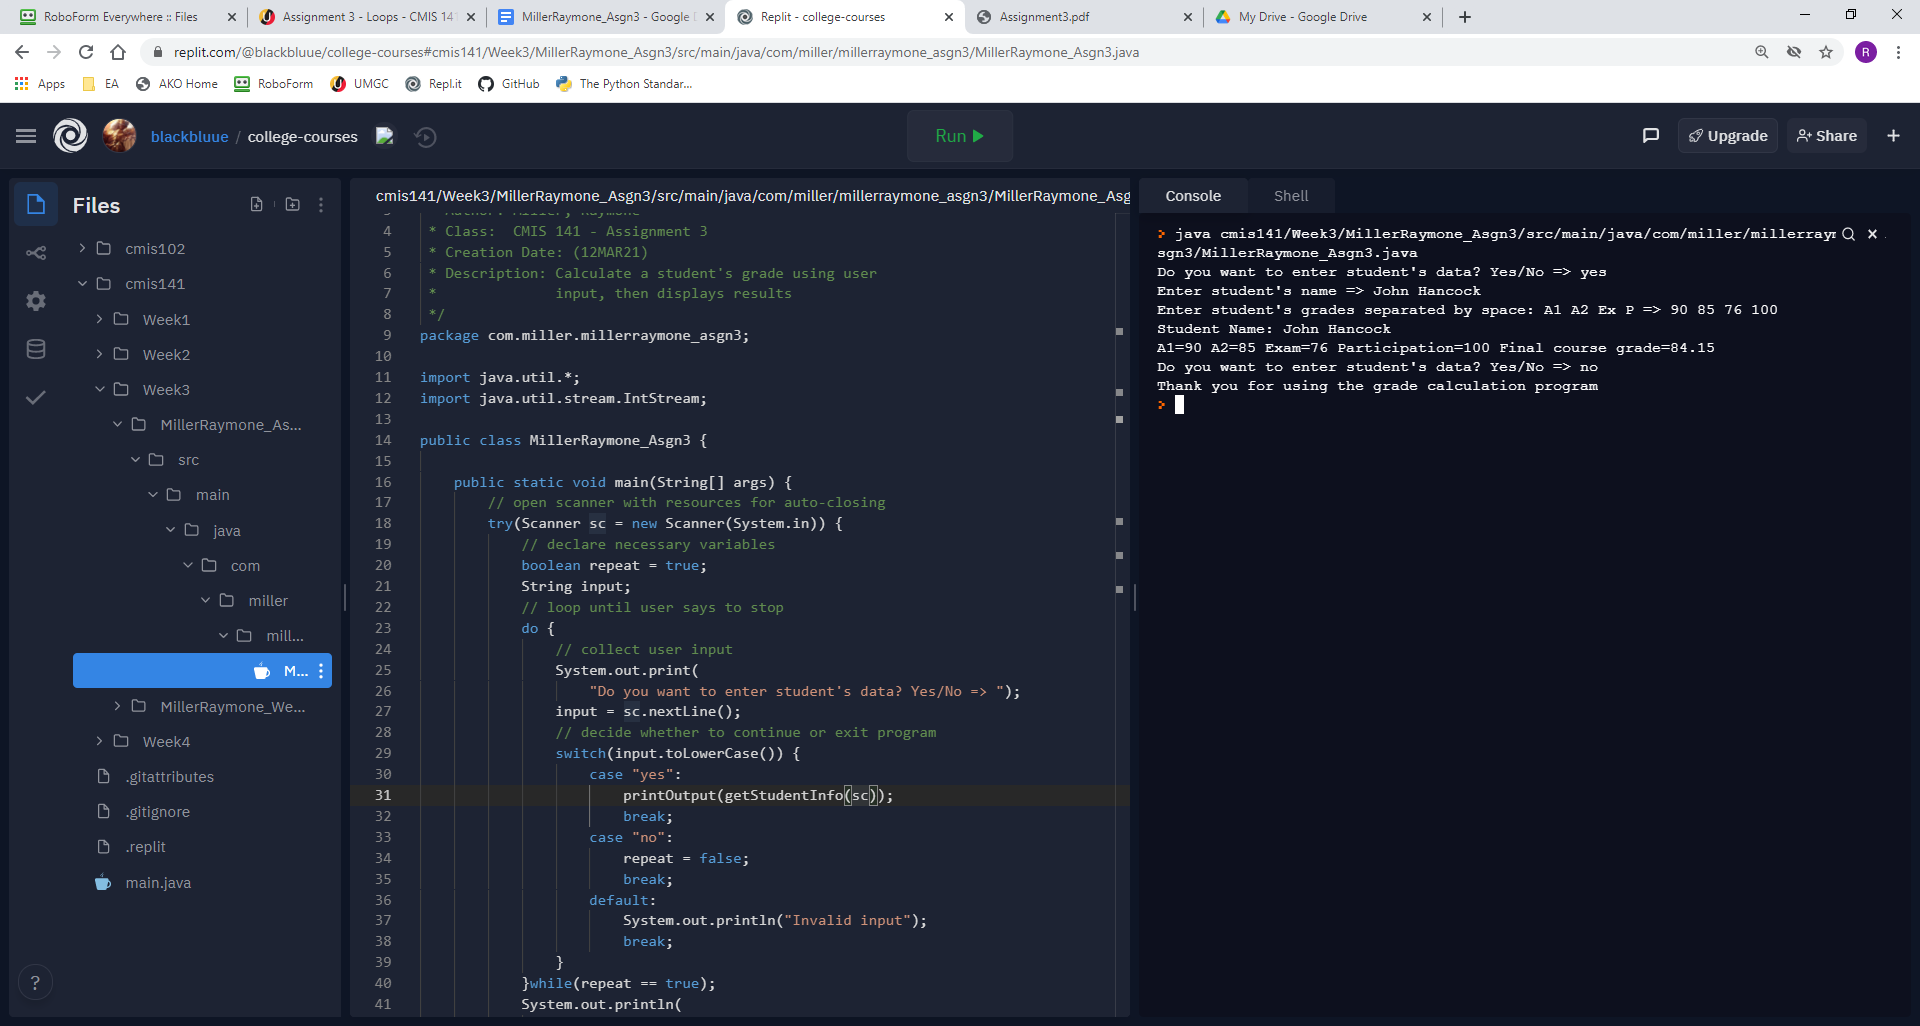 RoboForm Everywhere :: Files
Assignment 3 - Loops - CMIS 141
MillerRaymone_Asgn3 - Google D
Replit - college-courses
Assignment3.pdf
My Drive - Google Drive
replit.com/@blackbluue/college-courses#cmis141/Week3/MillerRaymone_Asgn3/src/main/java/com/miller/millerraymone_asgn3/MillerRaymone_Asgn3.java
R
Apps
EA
AKO Home
RoboForm
UMGC
Repl.it
GitHub
The Python Standar...
blackbluue / college-courses
Run
Upgrade
Share
Files
cmis102
cmis141
Week1
Week2
Week3
MillerRaymone_As...
src
main
java
com
miller
mill...
M...
MillerRaymone_We...
Week4
.gitattributes
.gitignore
.replit
main.java
?
cmis141/Week3/MillerRaymone_Asgn3/src/main/java/com/miller/millerraymone_asgn3/MillerRaymone_Asg
3 * Author: Miller, Raymone
4 * Class:  CMIS 141 - Assignment 3
5 * Creation Date: (12MAR21)
6 * Description: Calculate a student's grade using user
7 *              input, then displays results
8 */
9 package com.miller.millerraymone_asgn3;
10
11 import java.util.*;
12 import java.util.stream.IntStream;
13
14 public class MillerRaymone_Asgn3 {
15
16     public static void main(String[] args) {
17         // open scanner with resources for auto-closing
18         try(Scanner sc = new Scanner(System.in)) {
19             // declare necessary variables
20             boolean repeat = true;
21             String input;
22             // loop until user says to stop
23             do {
24                 // collect user input
25                 System.out.print(
26                     "Do you want to enter student's data? Yes/No => ");
27                 input = sc.nextLine();
28                 // decide whether to continue or exit program
29                 switch(input.toLowerCase()) {
30                     case "yes":
31                         printOutput(getStudentInfo(sc));
32                         break;
33                     case "no":
34                         repeat = false;
35                         break;
36                     default:
37                         System.out.println("Invalid input");
38                         break;
39                 }
40             }while(repeat == true);
41             System.out.println(
Console
Shell
> java cmis141/Week3/MillerRaymone_Asgn3/src/main/java/com/miller/milleraym
sgn3/MillerRaymone_Asgn3.java
Do you want to enter student's data? Yes/No => yes
Enter student's name => John Hancock
Enter student's grades separated by space: A1 A2 Ex P => 90 85 76 100
Student Name: John Hancock
A1=90 A2=85 Exam=76 Participation=100 Final course grade=84.15
Do you want to enter student's data? Yes/No => no
Thank you for using the grade calculation program
>